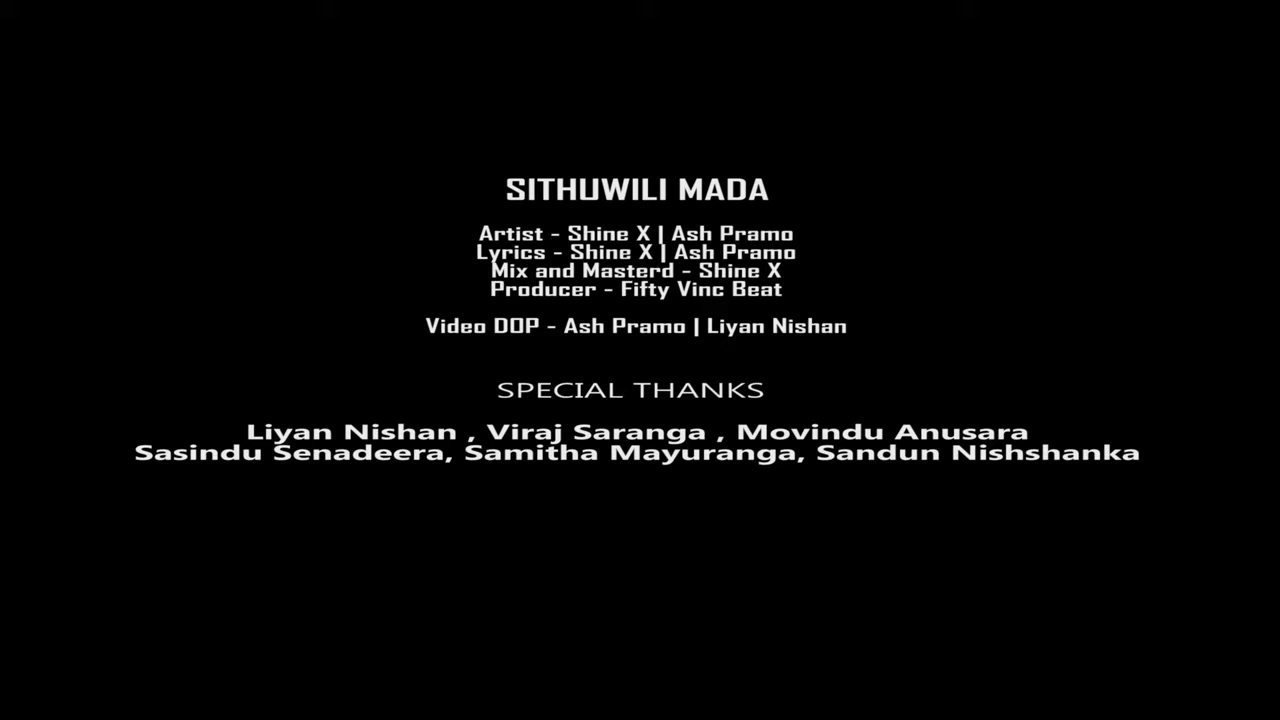 SITHUWILI MADA
Artist - Shine X | Ash Pramo
Lyrics - Shine X | Ash Pramo
Mix and Masterd - Shine X
Producer - Fifty Vinc Beat
Video DOP - Ash Pramo | Liyan Nishan
SPECIAL THANKS
Liyan Nishan , Viraj Saranga , Movindu Anusara
Sasindu Senadeera, Samitha Mayuranga, Sandun Nishshanka